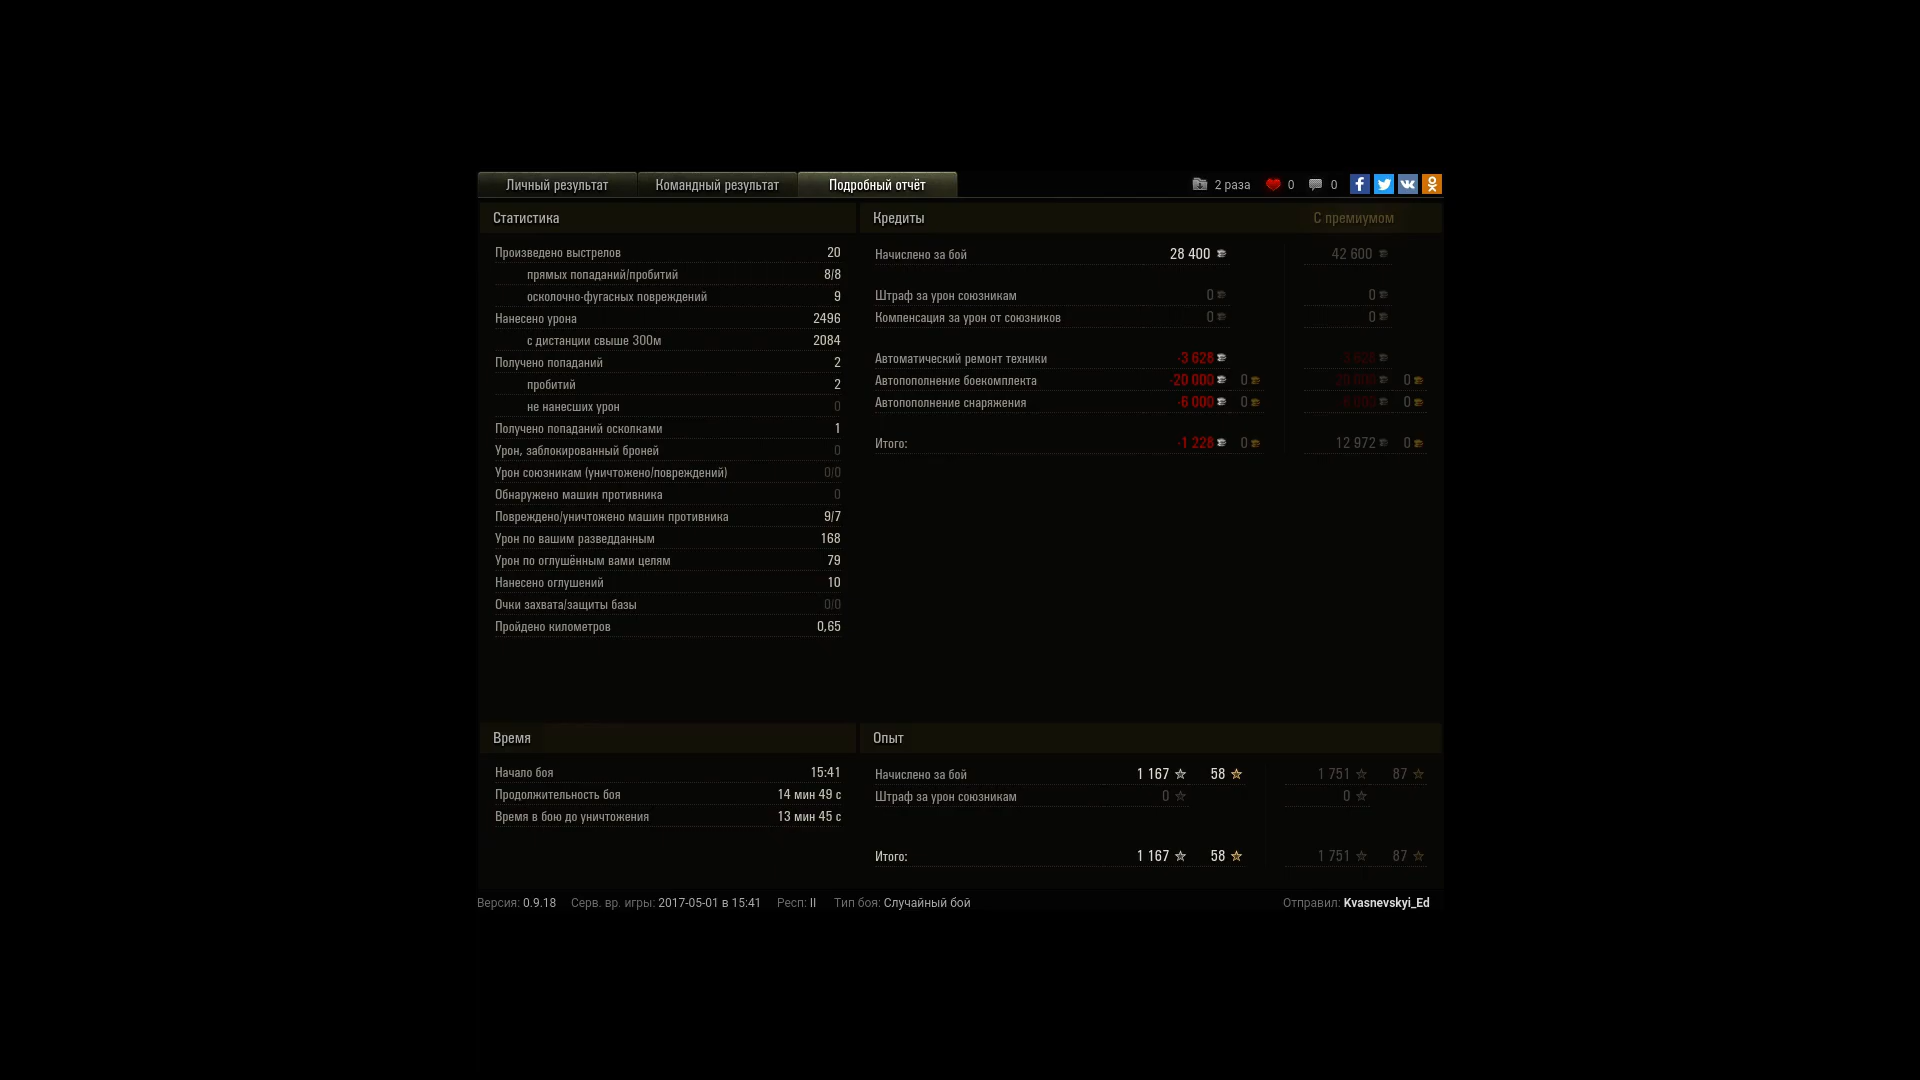 Личный результат Командный результат Подробный отчёт 2 раза 0 0
Статистика
Произведено выстрелов 20
прямых попаданий/пробитий 8/8
осколочно-фугасных повреждений 9
Нанесено урона 2496
с дистанции свыше 300м 2084
Получено попаданий 2
пробитий 2
не нанесших урон 0
Получено попаданий осколками 1
Урон, заблокированный броней 0
Урон союзникам (уничтожено/повреждений) 0/0
Обнаружено машин противника 0
Повреждено/уничтожено машин противника 9/7
Урон по вашим разведданным 168
Урон по оглушённым вами целям 79
Нанесено оглушений 10
Очки захвата/защиты базы 0/0
Пройдено километров 0,65
Кредиты С премиумом
Начислено за бой 28 400 42 600
Штраф за урон союзникам 0 0
Компенсация за урон от союзников 0 0
Автоматический ремонт техники -3 628 -3 628
Автопополнение боекомплекта -20 000 0 -20 000 0
Автопополнение снаряжения -6 000 0 -6 000 0
Итого: -1 228 0 12 972 0
Время
Начало боя 15:41
Продолжительность боя 14 мин 49 с
Время в бою до уничтожения 13 мин 45 с
Опыт
Начислено за бой 1 167 58 1 751 87
Штраф за урон союзникам 0 0
Итого: 1 167 58 1 751 87
Версия: 0.9.18 Серв. вр. игры: 2017-05-01 в 15:41 Респ: II Тип боя: Случайный бой Отправил: Kvasnevskyi_Ed